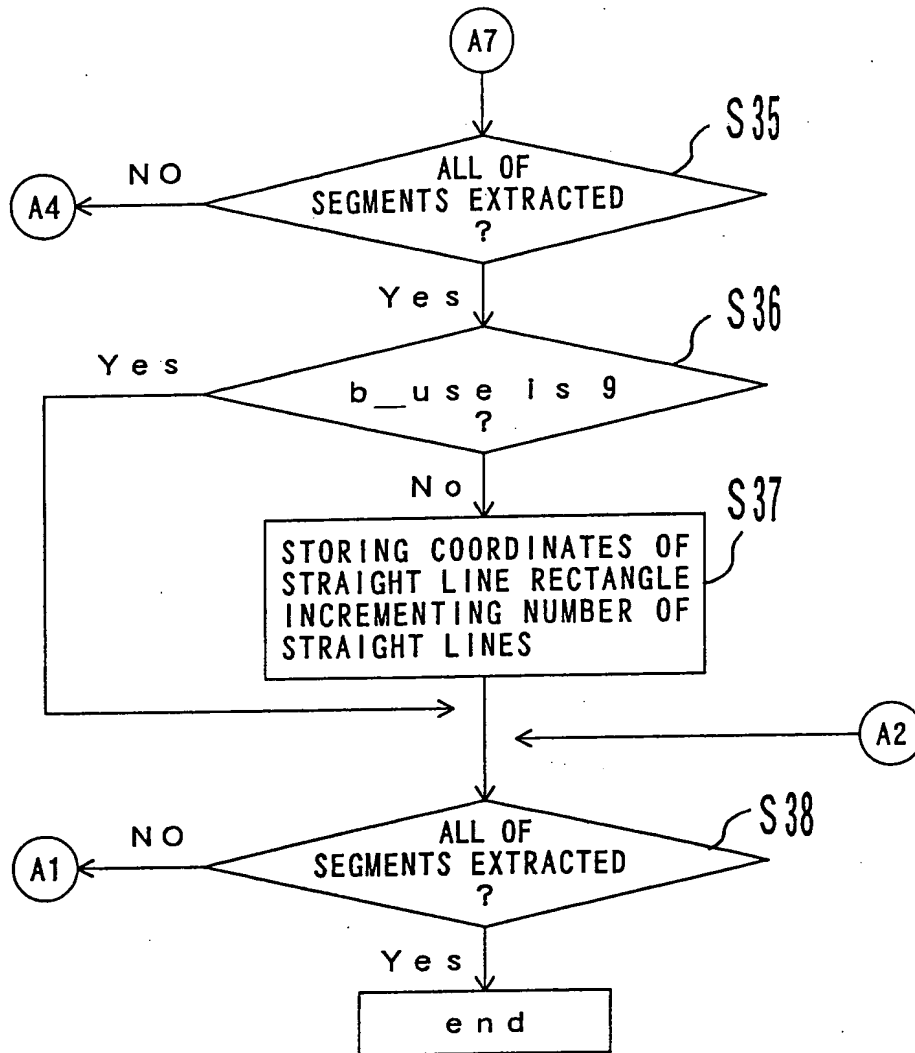 A7
S35
ALL OF
SEGMENTS EXTRACTED
?
NO
A4
Yes
S36
Yes
b_use is 9
?
No
S37
STORING COORDINATES OF
STRAIGHT LINE RECTANGLE
INCREMENTING NUMBER OF
STRAIGHT LINES
A2
S38
ALL OF
SEGMENTS EXTRACTED
?
NO
A1
Yes
end